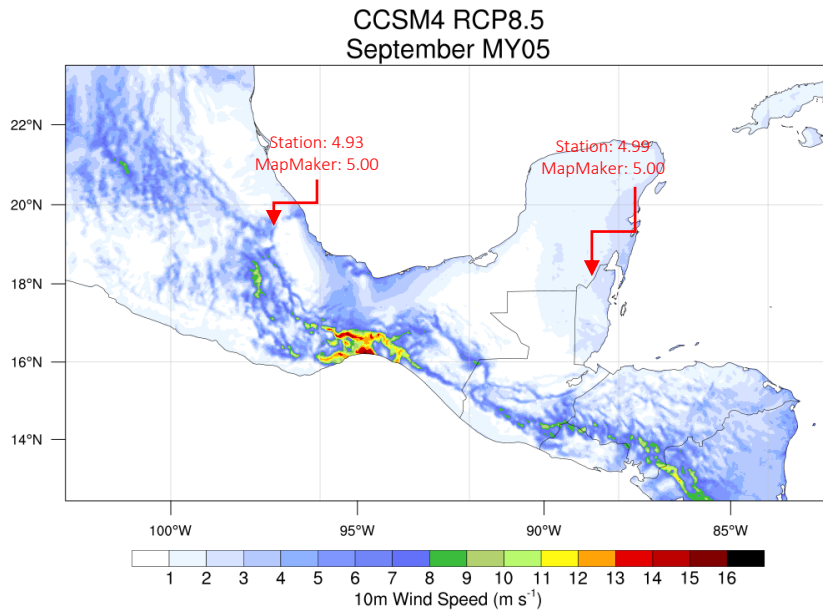 CCSM4 RCP8.5
September MY05
Station: 4.93
MapMaker: 5.00
Station: 4.99
MapMaker: 5.00
22°N
20°N
18°N
16°N
14°N
100°W
95°W
90°W
85°W
1 2 3 4 5 6 7 8 9 10 11 12 13 14 15 16
10m Wind Speed (m s⁻¹)